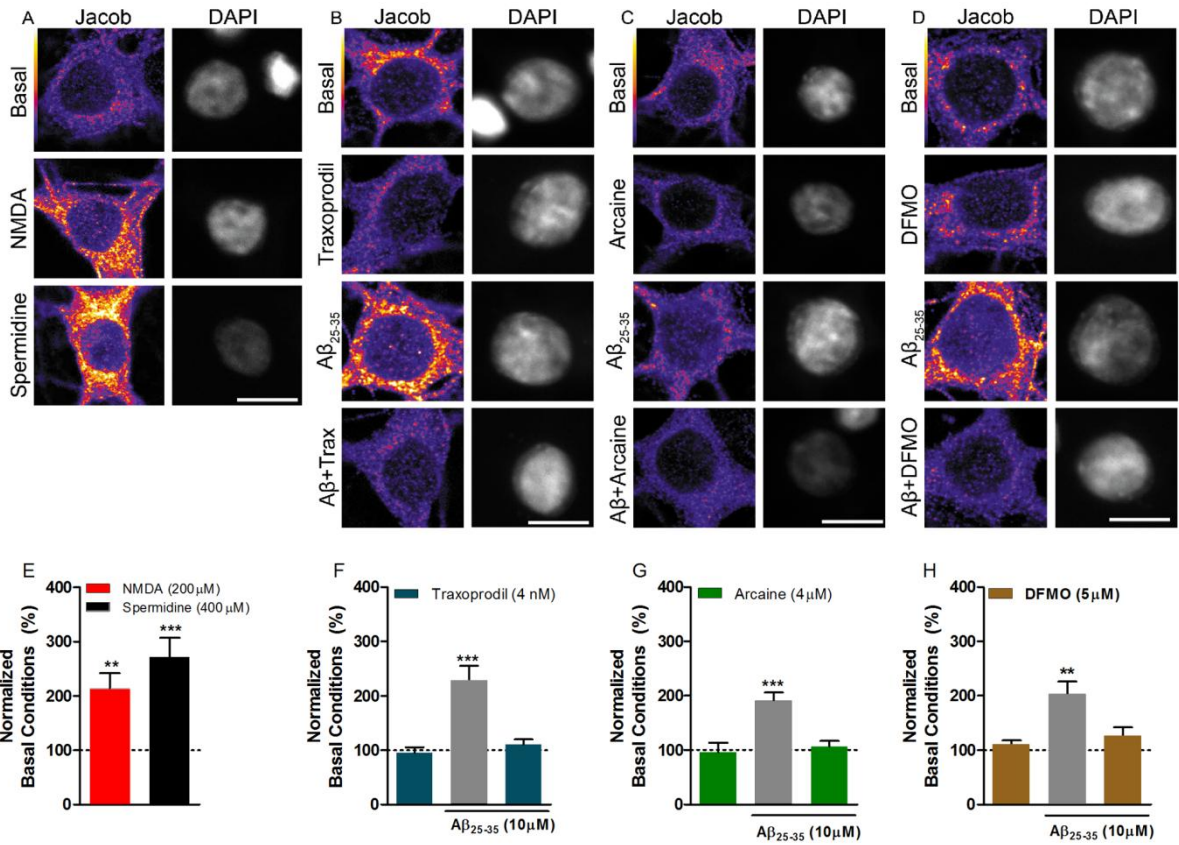 A Jacob DAPI B Jacob DAPI C Jacob DAPI D Jacob DAPI
Basal Basal Basal Basal
NMDA Traxoprodil Arcaine DFMO
Spermidine Aβ25-35 Aβ25-35 Aβ25-35
Aβ+Trax Aβ+Arcaine Aβ+DFMO
E
Normalized
Basal Conditions (%)
400
300
200
100
0
NMDA (200μM)
Spermidine (400 μM)
**
***
F
Normalized
Basal Conditions (%)
400
300
200
100
0
Traxoprodil (4 nM)
***
Aβ25-35 (10μM)
G
Normalized
Basal Conditions (%)
400
300
200
100
0
Arcaine (4μM)
***
Aβ25-35 (10μM)
H
Normalized
Basal Conditions (%)
400
300
200
100
0
DFMO (5μM)
**
Aβ25-35 (10μM)